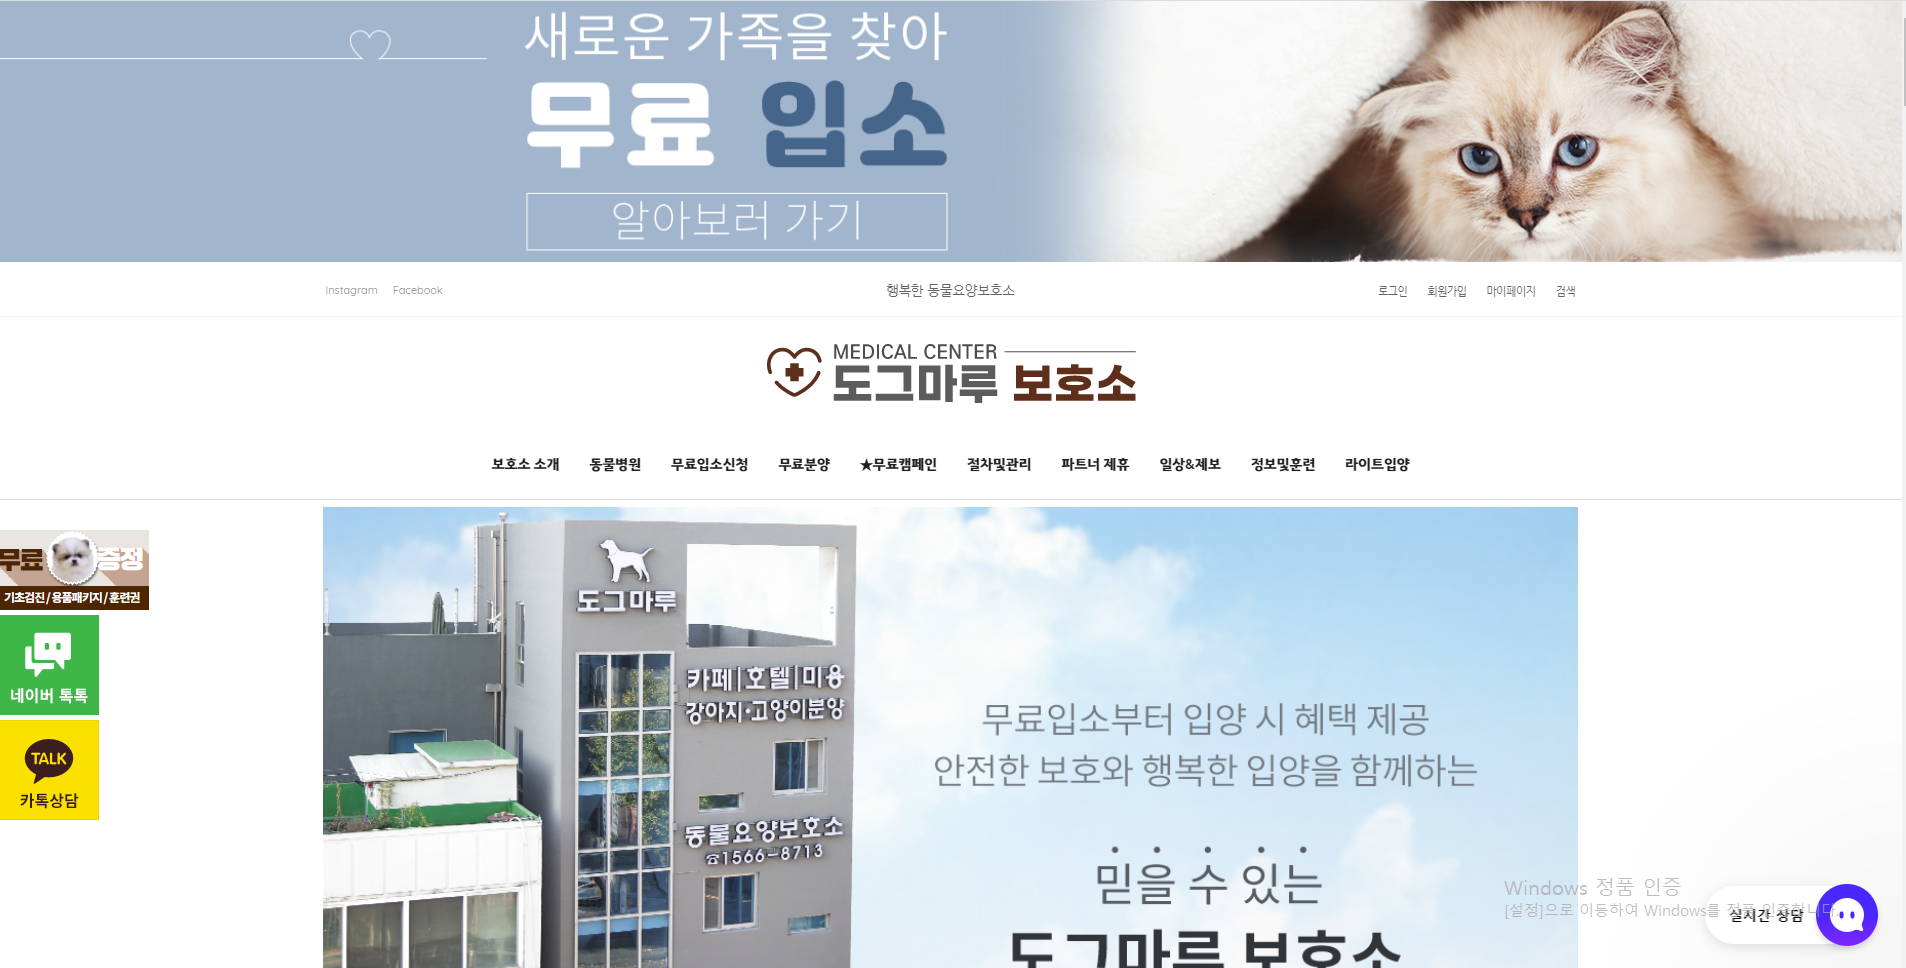 새로운 가족을 찾아
무료 입소
알아보러 가기
Instagram Facebook
행복한 동물요양보호소
로그인 회원가입 마이페이지 검색
MEDICAL CENTER
도그마루 보호소
보호소 소개 동물병원 무료입소신청 무료분양 ★무료캠페인 절차및관리 파트너 제휴 일상&제보 정보및훈련 라이트입양
무료 증정
기초검진 / 용품패키지 / 훈련권
네이버 톡톡
TALK
카톡상담
도그마루
카페|호텔|미용
강아지·고양이분양
동물요양보호소
☎1566-8713
무료입소부터 입양 시 혜택 제공
안전한 보호와 행복한 입양을 함께하는
믿을 수 있는
도그마루 보호소
Windows 정품 인증
[설정]으로 이동하여 Windows를 정품 인증합니다.
실시간 상담